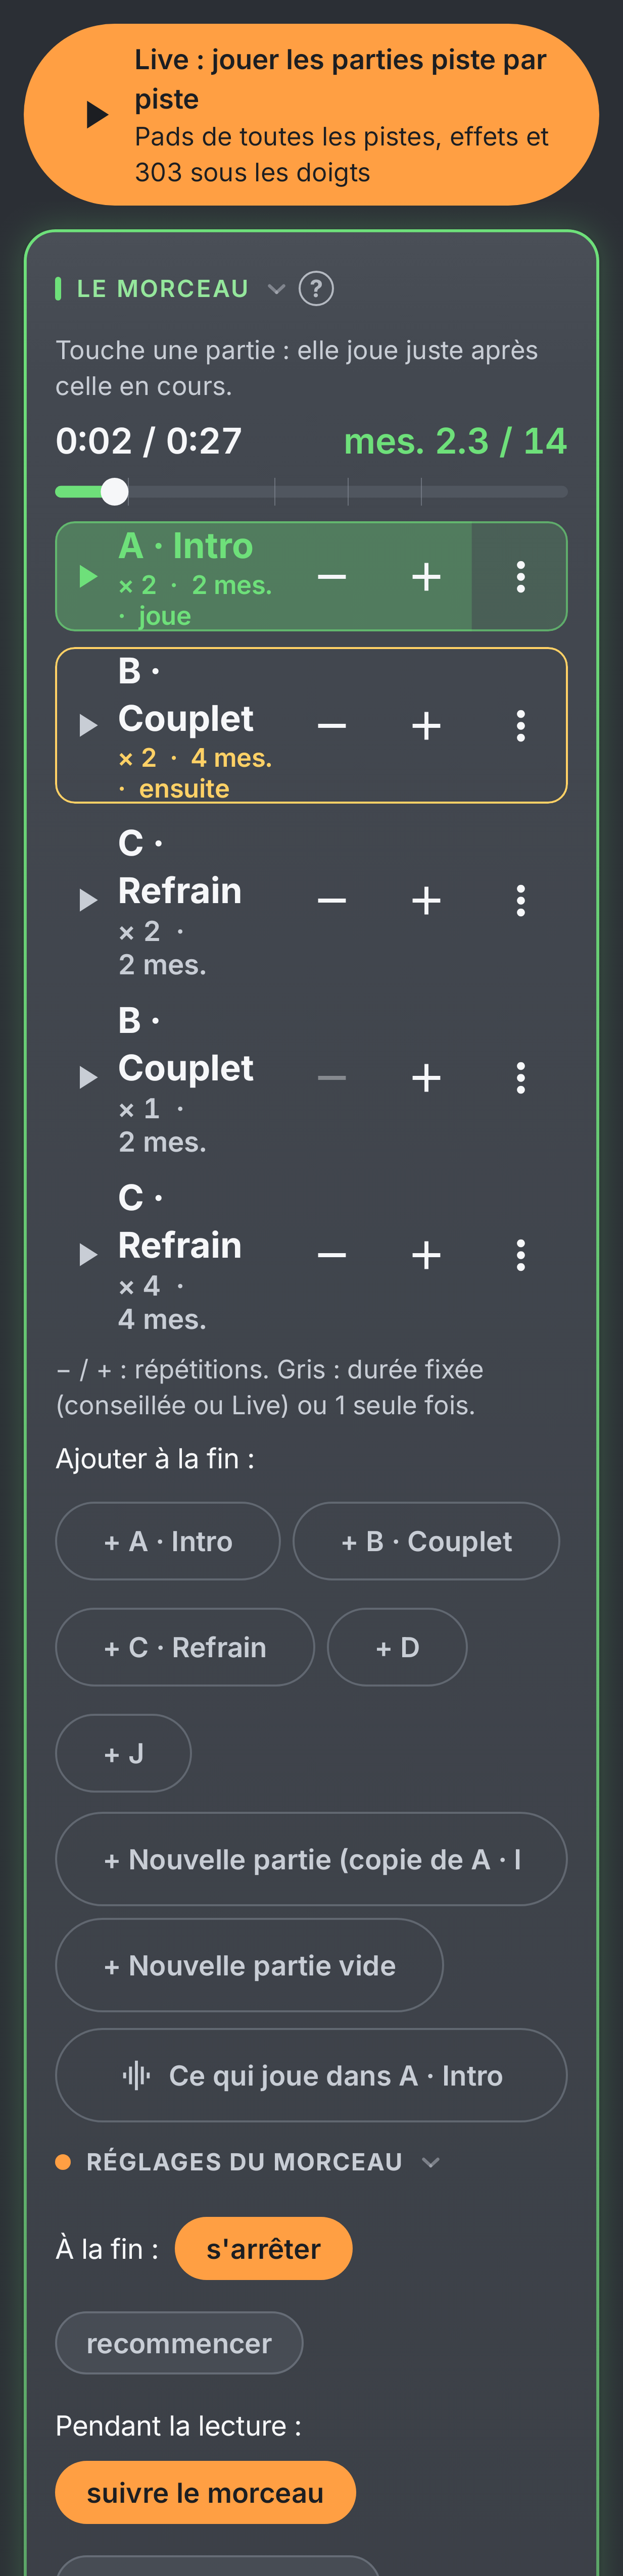 Live : jouer les parties piste par
piste
Pads de toutes les pistes, effets et
303 sous les doigts
LE MORCEAU ?
Touche une partie : elle joue juste après
celle en cours.
0:02 / 0:27 mes. 2.3 / 14
A · Intro
× 2 · 2 mes.
· joue
B ·
Couplet
× 2 · 4 mes.
· ensuite
C ·
Refrain
× 2 ·
2 mes.
B ·
Couplet
× 1 ·
2 mes.
C ·
Refrain
× 4 ·
4 mes.
− / + : répétitions. Gris : durée fixée
(conseillée ou Live) ou 1 seule fois.
Ajouter à la fin :
+ A · Intro
+ B · Couplet
+ C · Refrain
+ D
+ J
+ Nouvelle partie (copie de A · I
+ Nouvelle partie vide
Ce qui joue dans A · Intro
RÉGLAGES DU MORCEAU
À la fin : s'arrêter
recommencer
Pendant la lecture :
suivre le morceau